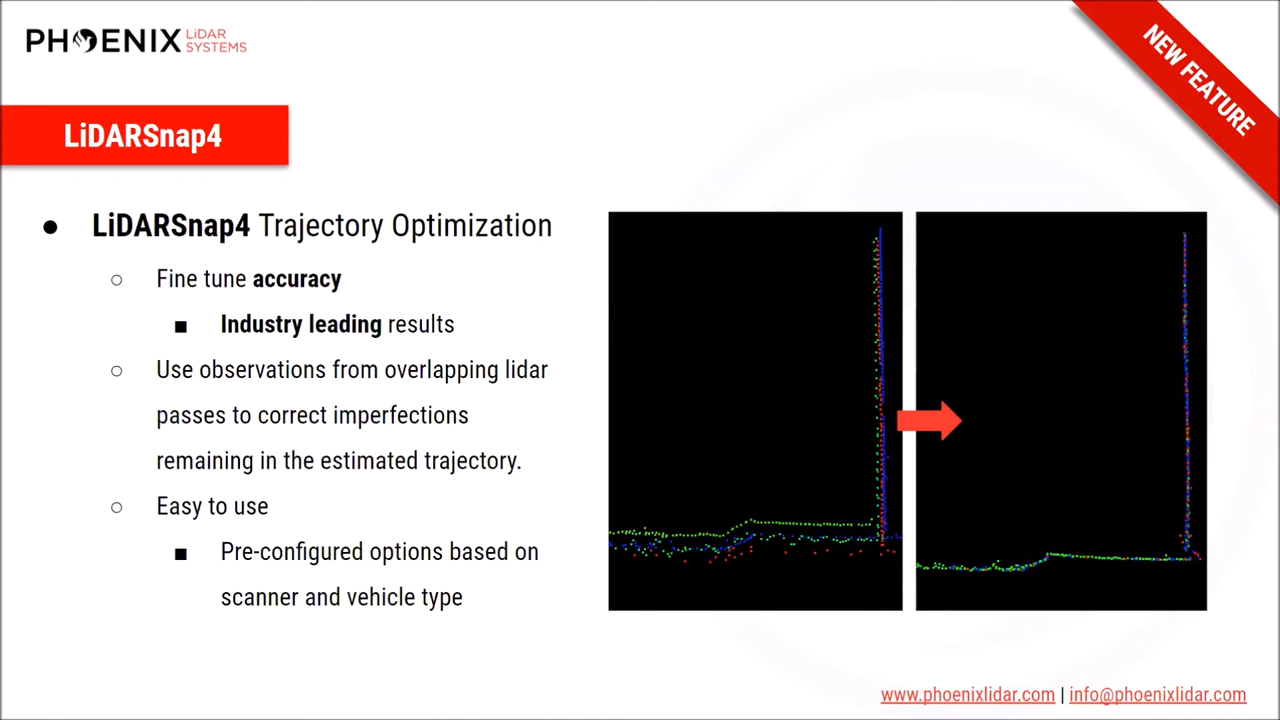 PHOENIX LiDAR SYSTEMS
NEW FEATURE
LiDARSnap4
● LiDARSnap4 Trajectory Optimization
○ Fine tune accuracy
■ Industry leading results
○ Use observations from overlapping lidar
passes to correct imperfections
remaining in the estimated trajectory.
○ Easy to use
■ Pre-configured options based on
scanner and vehicle type
www.phoenixlidar.com | info@phoenixlidar.com